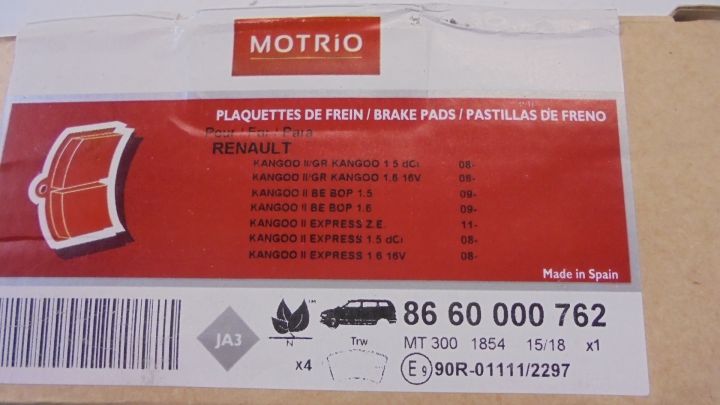 MOTRiO
PLAQUETTES DE FREIN / BRAKE PADS / PASTILLAS DE FRENO
Pour / For / Para
RENAULT
KANGOO II/GR KANGOO 1.5 dCi 08-
KANGOO II/GR KANGOO 1.6 16V 08-
KANGOO II BE BOP 1.5 09-
KANGOO II BE BOP 1.6 09-
KANGOO II EXPRESS Z.E. 11-
KANGOO II EXPRESS 1.5 dCi 08-
KANGOO II EXPRESS 1.6 16V 08-
Made in Spain
JA3
TM
N
Trw
86 60 000 762
MT 300 1854 15/18 x1
x4
E9 90R-01111/2297